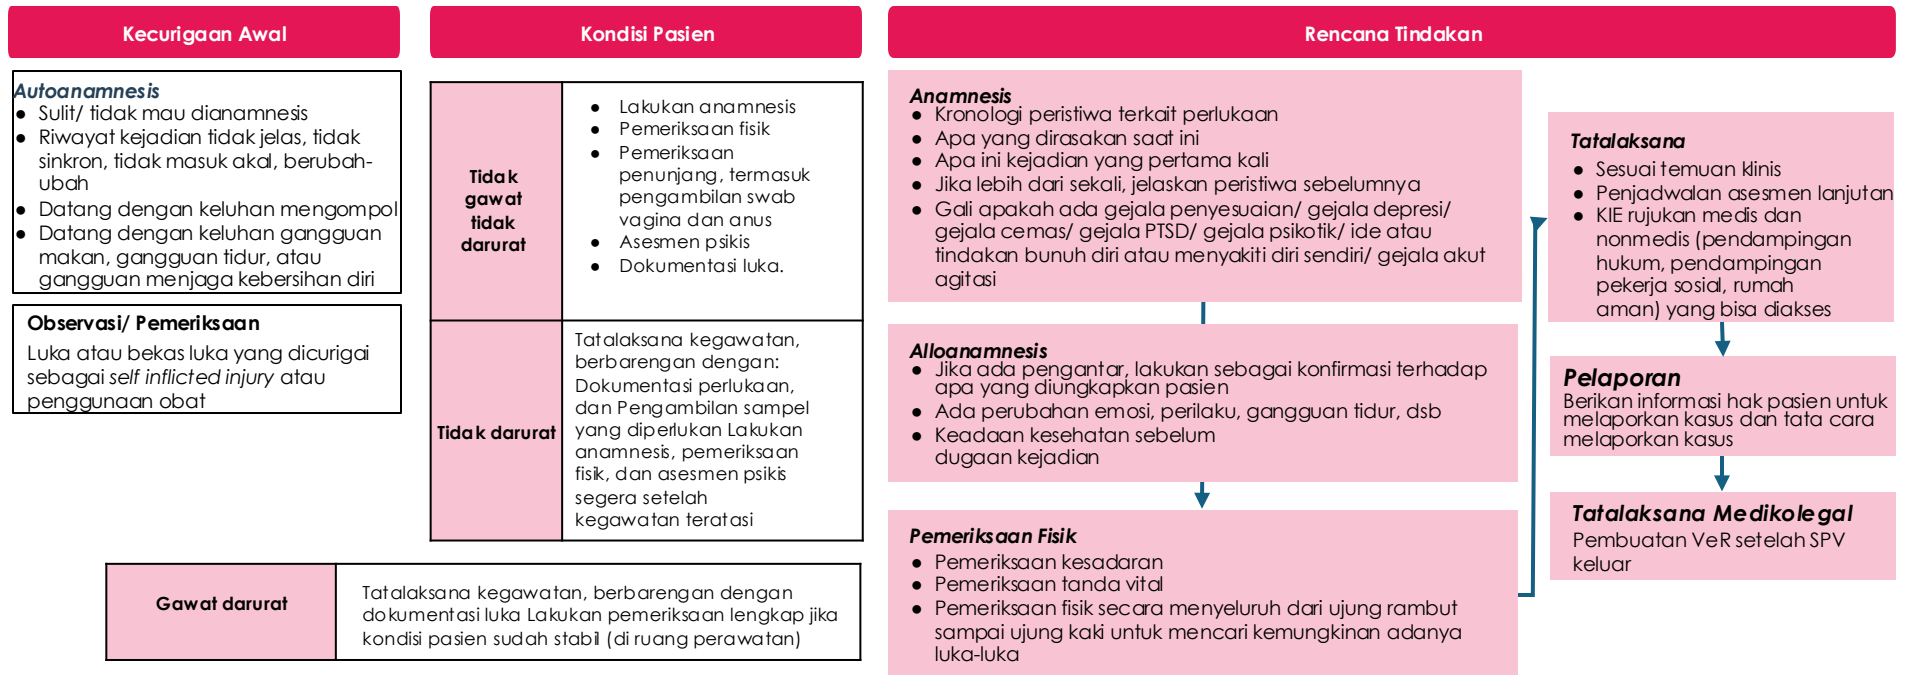 Kecurigaan Awal
Autoanamnesis
● Sulit/ tidak mau dianamnesis
● Riwayat kejadian tidak jelas, tidak
sinkron, tidak masuk akal, berubah-
ubah
● Datang dengan keluhan mengompol
● Datang dengan keluhan gangguan
makan, gangguan tidur, atau
gangguan menjaga kebersihan diri
Observasi/ Pemeriksaan
Luka atau bekas luka yang dicurigai
sebagai self inflicted injury atau
penggunaan obat
Kondisi Pasien
Tidak
gawat
tidak
darurat
● Lakukan anamnesis
● Pemeriksaan fisik
● Pemeriksaan
penunjang, termasuk
pengambilan swab
vagina dan anus
● Asesmen psikis
● Dokumentasi luka.
Tidak darurat
Tatalaksana kegawatan,
berbarengan dengan:
Dokumentasi perlukaan,
dan Pengambilan sampel
yang diperlukan Lakukan
anamnesis, pemeriksaan
fisik, dan asesmen psikis
segera setelah
kegawatan teratasi
Gawat darurat
Tatalaksana kegawatan, berbarengan dengan
dokumentasi luka Lakukan pemeriksaan lengkap jika
kondisi pasien sudah stabil (di ruang perawatan)
Rencana Tindakan
Anamnesis
● Kronologi peristiwa terkait perlukaan
● Apa yang dirasakan saat ini
● Apa ini kejadian yang pertama kali
● Jika lebih dari sekali, jelaskan peristiwa sebelumnya
● Gali apakah ada gejala penyesuaian/ gejala depresi/
gejala cemas/ gejala PTSD/ gejala psikotik/ ide atau
tindakan bunuh diri atau menyakiti diri sendiri/ gejala akut
agitasi
Alloanamnesis
● Jika ada pengantar, lakukan sebagai konfirmasi terhadap
apa yang diungkapkan pasien
● Ada perubahan emosi, perilaku, gangguan tidur, dsb
● Keadaan kesehatan sebelum
dugaan kejadian
Pemeriksaan Fisik
● Pemeriksaan kesadaran
● Pemeriksaan tanda vital
● Pemeriksaan fisik secara menyeluruh dari ujung rambut
sampai ujung kaki untuk mencari kemungkinan adanya
luka-luka
Tatalaksana
● Sesuai temuan klinis
● Penjadwalan asesmen lanjutan
● KIE rujukan medis dan
nonmedis (pendampingan
hukum, pendampingan
pekerja sosial, rumah
aman) yang bisa diakses
Pelaporan
Berikan informasi hak pasien untuk
melaporkan kasus dan tata cara
melaporkan kasus
Tatalaksana Medikolegal
Pembuatan VeR setelah SPV
keluar